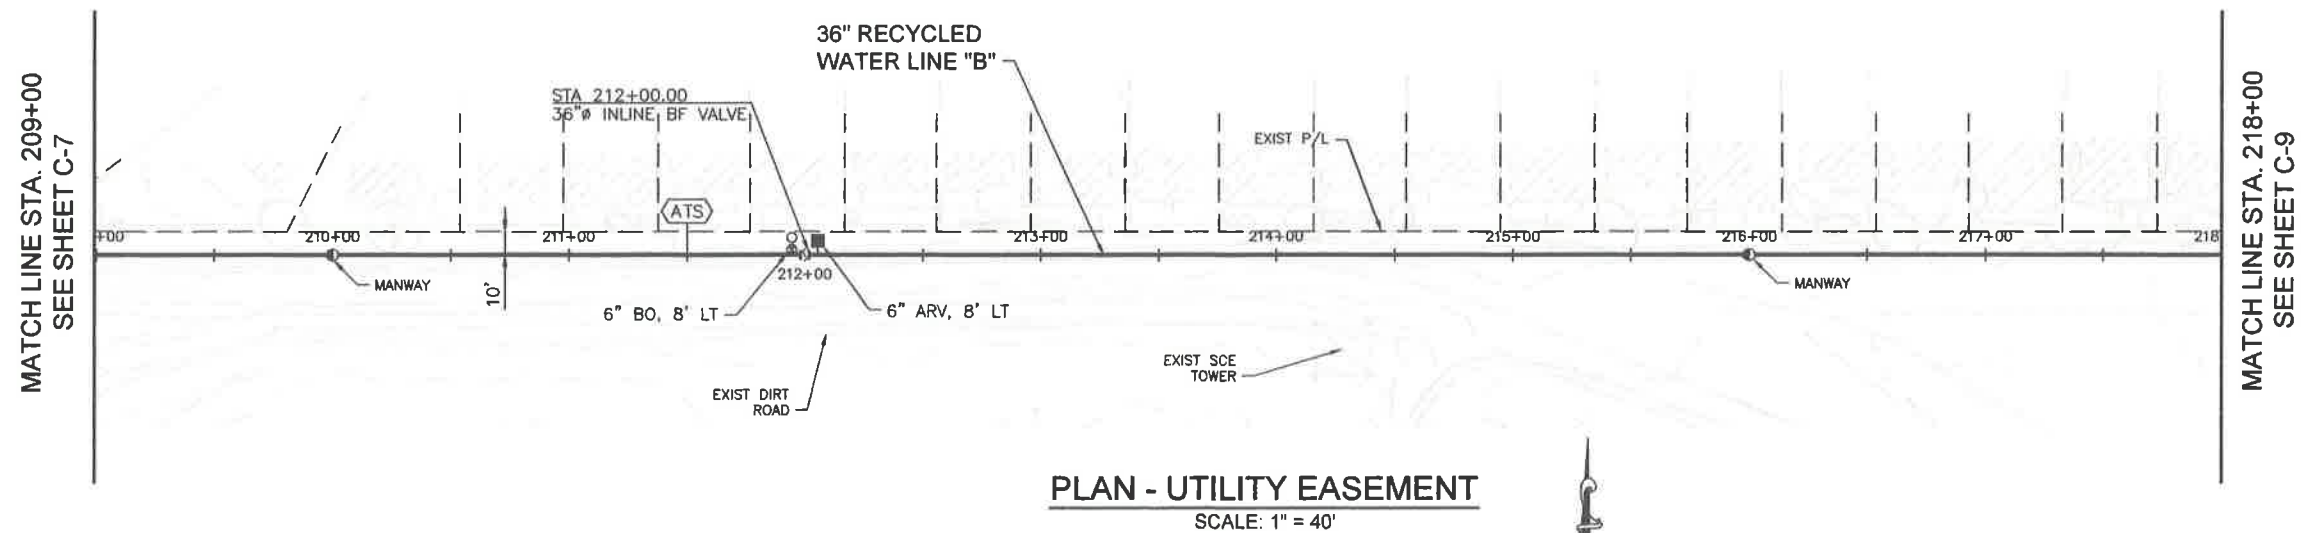 MATCH LINE STA. 209+00
SEE SHEET C-7
36" RECYCLED
WATER LINE "B"
STA 212+00.00
36"ø INLINE BF VALVE
EXIST P/L
ATS
+00
210+00
211+00
212+00
213+00
214+00
215+00
216+00
217+00
218
MANWAY
10'
6" BO, 8' LT
6" ARV, 8' LT
MANWAY
EXIST DIRT
ROAD
EXIST SCE
TOWER
MATCH LINE STA. 218+00
SEE SHEET C-9
PLAN - UTILITY EASEMENT
SCALE: 1" = 40'